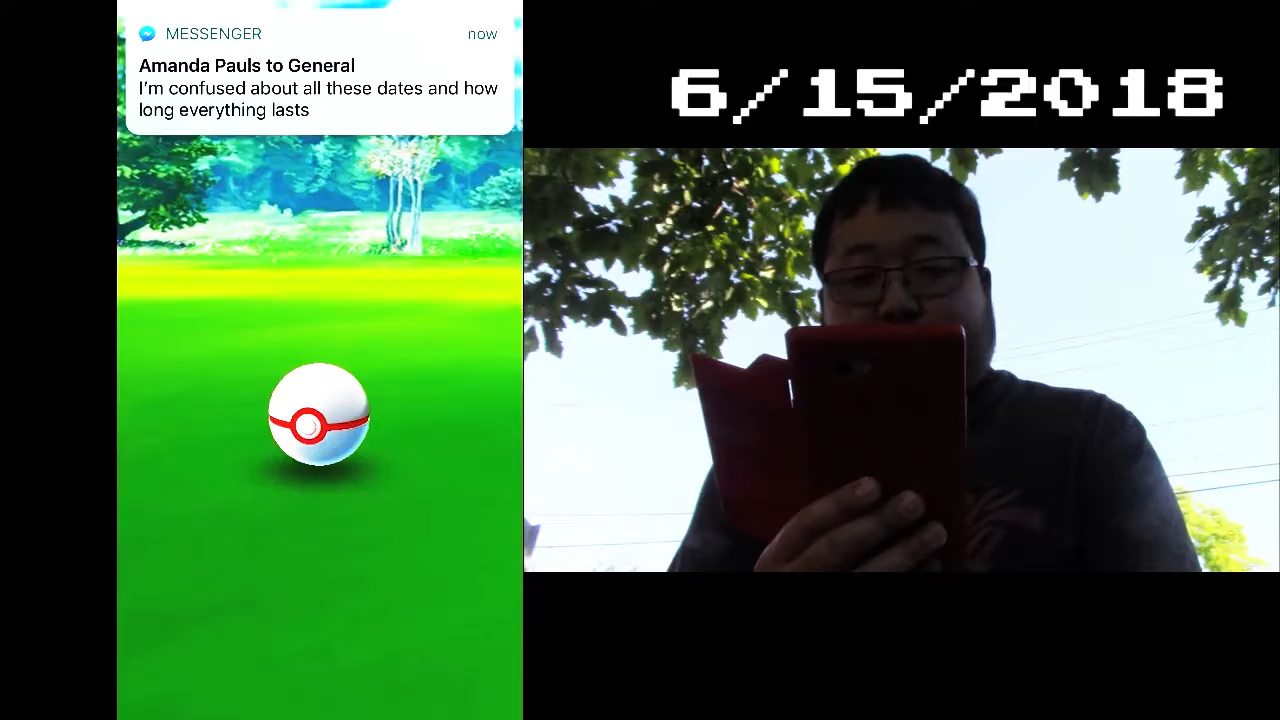 MESSENGER now
Amanda Pauls to General
I'm confused about all these dates and how
long everything lasts
6/15/2018